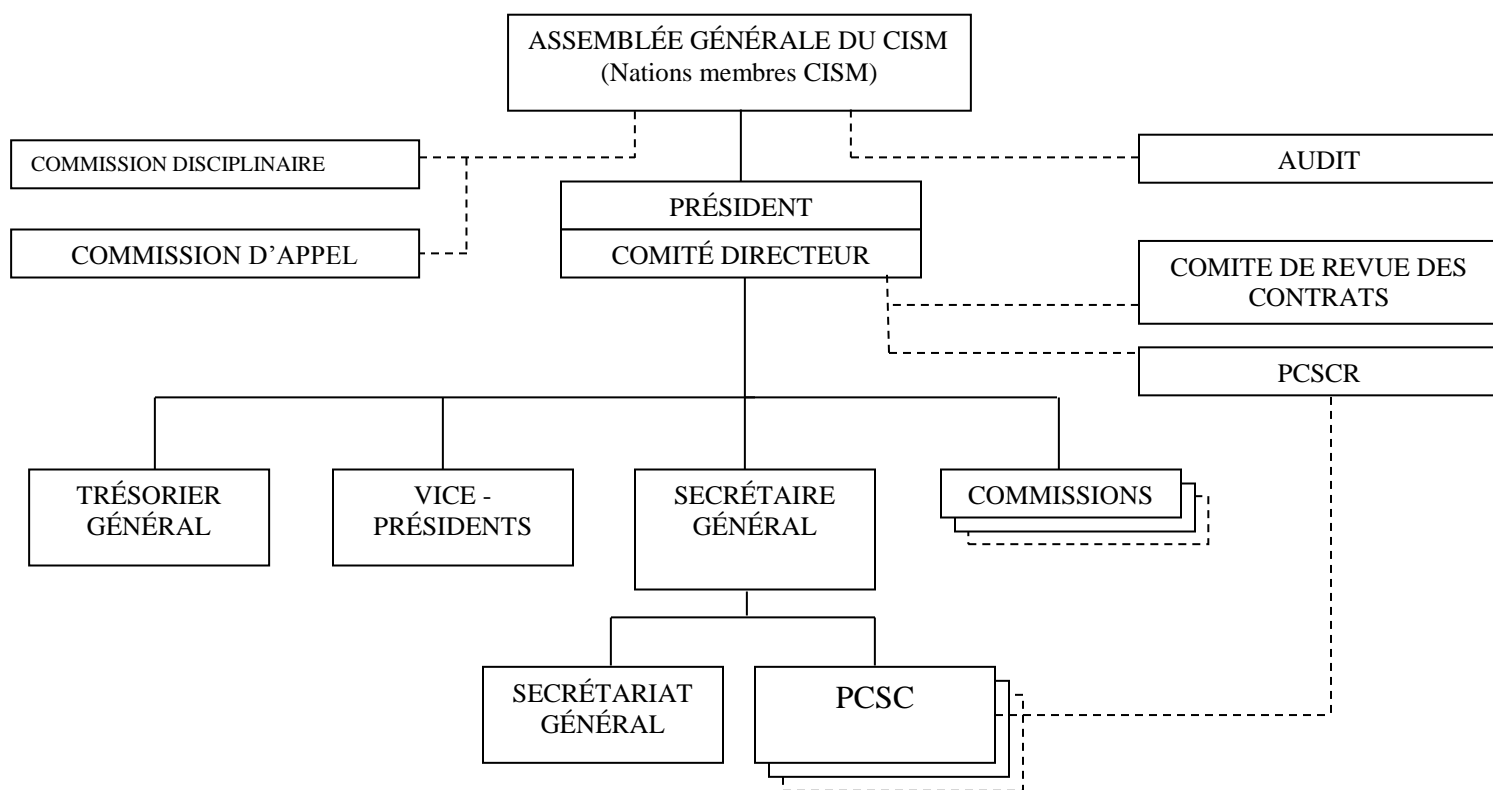 ASSEMBLÉE GÉNÉRALE DU CISM
(Nations membres CISM)
COMMISSION DISCIPLINAIRE
AUDIT
PRÉSIDENT
COMMISSION D’APPEL
COMITÉ DIRECTEUR
COMITE DE REVUE DES
CONTRATS
PCSCR
TRÉSORIER
GÉNÉRAL
VICE -
PRÉSIDENTS
SECRÉTAIRE
GÉNÉRAL
COMMISSIONS
SECRÉTARIAT
GÉNÉRAL
PCSC